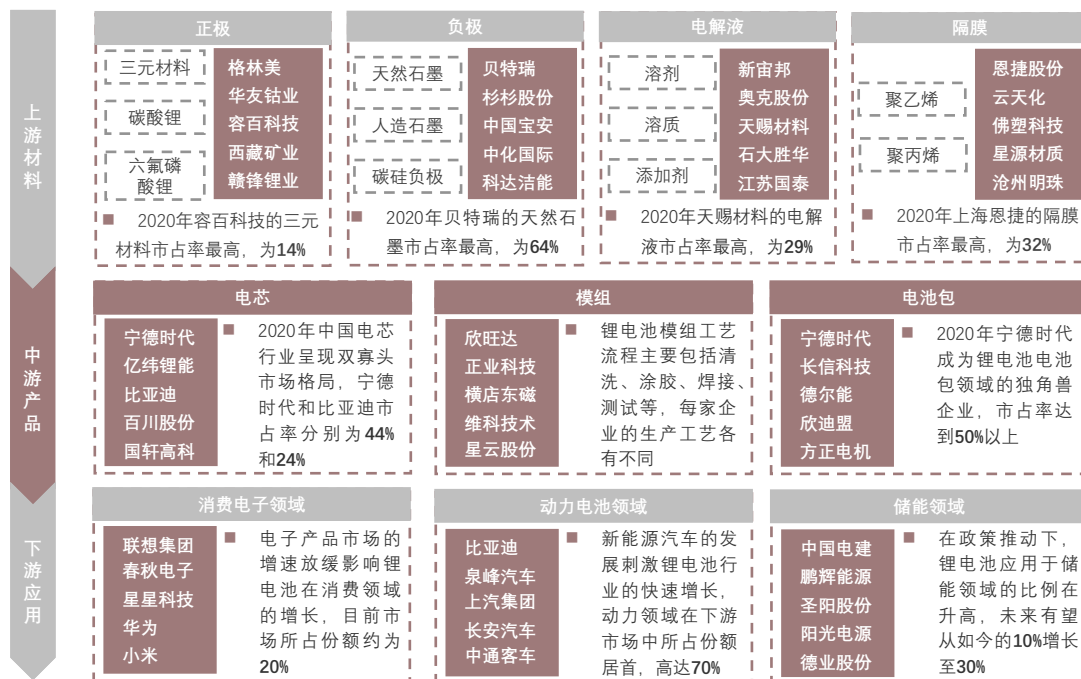 上游材料
正极
三元材料
碳酸锂
六氟磷
酸锂
格林美
华友钴业
容百科技
西藏矿业
赣锋锂业
■ 2020年容百科技的三元
材料市占率最高，为14%
负极
天然石墨
人造石墨
碳硅负极
贝特瑞
杉杉股份
中国宝安
中化国际
科达洁能
■ 2020年贝特瑞的天然石
墨市占率最高，为64%
电解液
溶剂
溶质
添加剂
新宙邦
奥克股份
天赐材料
石大胜华
江苏国泰
■ 2020年天赐材料的电解
液市占率最高，为29%
隔膜
聚乙烯
聚丙烯
恩捷股份
云天化
佛塑科技
星源材质
沧州明珠
■ 2020年上海恩捷的隔膜
市占率最高，为32%
中游产品
电芯
宁德时代
亿纬锂能
比亚迪
百川股份
国轩高科
■ 2020年中国电芯
行业呈现双寡头
市场格局，宁德
时代和比亚迪市
占率分别为44%
和24%
模组
欣旺达
正业科技
横店东磁
维科技术
星云股份
■ 锂电池模组工艺
流程主要包括清
洗、涂胶、焊接、
测试等，每家企
业的生产工艺各
有不同
电池包
宁德时代
长信科技
德尔能
欣迪盟
方正电机
■ 2020年宁德时代
成为锂电池电池
包领域的独角兽
企业，市占率达
到50%以上
下游应用
消费电子领域
联想集团
春秋电子
星星科技
华为
小米
■ 电子产品市场的
增速放缓影响锂
电池在消费领域
的增长，目前市
场所占份额约为
20%
动力电池领域
比亚迪
泉峰汽车
上汽集团
长安汽车
中通客车
■ 新能源汽车的发
展刺激锂电池行
业的快速增长，
动力领域在下游
市场中所占份额
居首，高达70%
储能领域
中国电建
鹏辉能源
圣阳股份
阳光电源
德业股份
■ 在政策推动下，
锂电池应用于储
能领域的比例在
升高，未来有望
从如今的10%增长
至30%